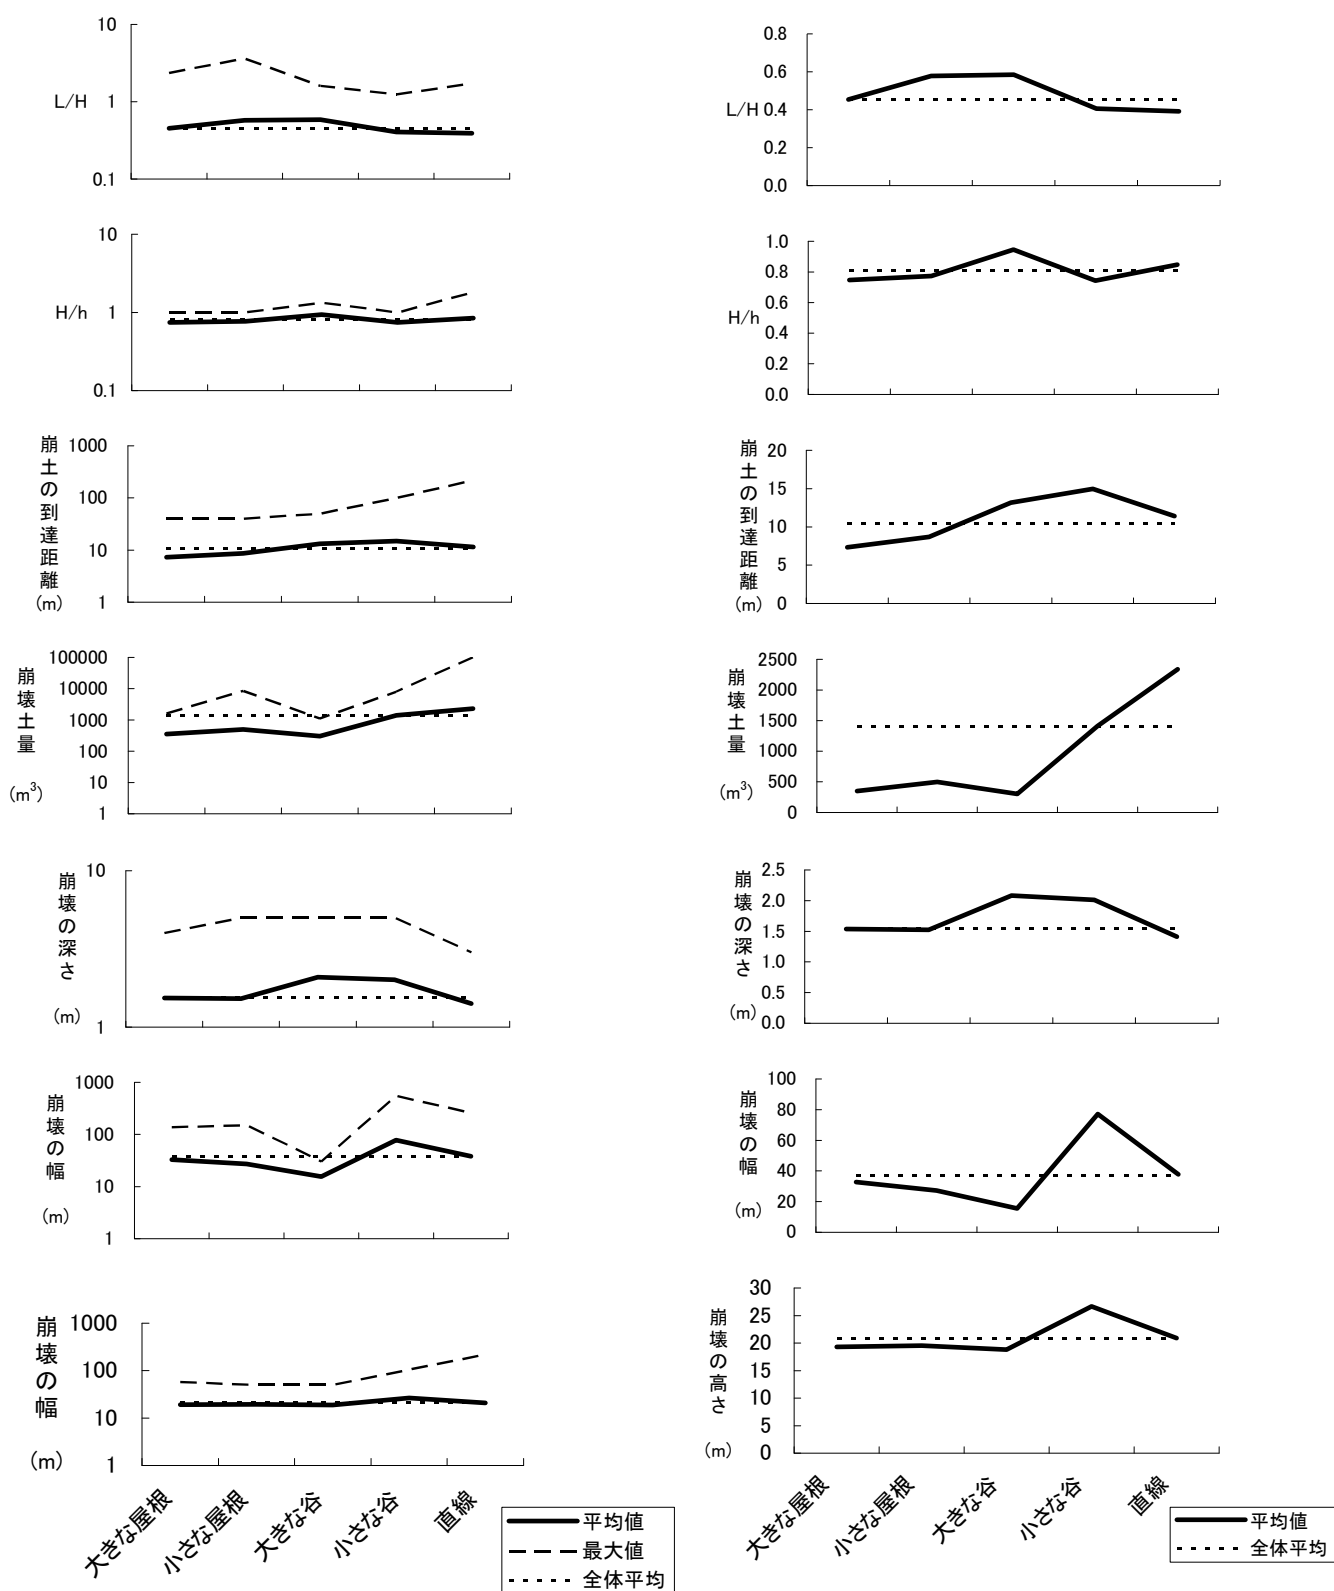 10
L/H
1
0.1
10
H/h
1
0.1
崩土の到達距離
(m)
1000
100
10
1
崩壊土量
(m³)
100000
10000
1000
100
10
1
崩壊の深さ
(m)
10
1
崩壊の幅
(m)
1000
100
10
1
崩壊の幅
(m)
1000
100
10
1
大きな屋根
小さな屋根
大きな谷
小さな谷
直線
平均値
最大値
全体平均
0.8
0.6
L/H 0.4
0.2
0.0
1.0
0.8
0.6
H/h
0.4
0.2
0.0
崩土の到達距離
(m)
20
15
10
5
0
崩壊土量
(m³)
2500
2000
1500
1000
500
0
崩壊の深さ
(m)
2.5
2.0
1.5
1.0
0.5
0.0
崩壊の幅
(m)
100
80
60
40
20
0
崩壊の高さ
(m)
30
25
20
15
10
5
0
大きな屋根
小さな屋根
大きな谷
小さな谷
直線
平均値
全体平均